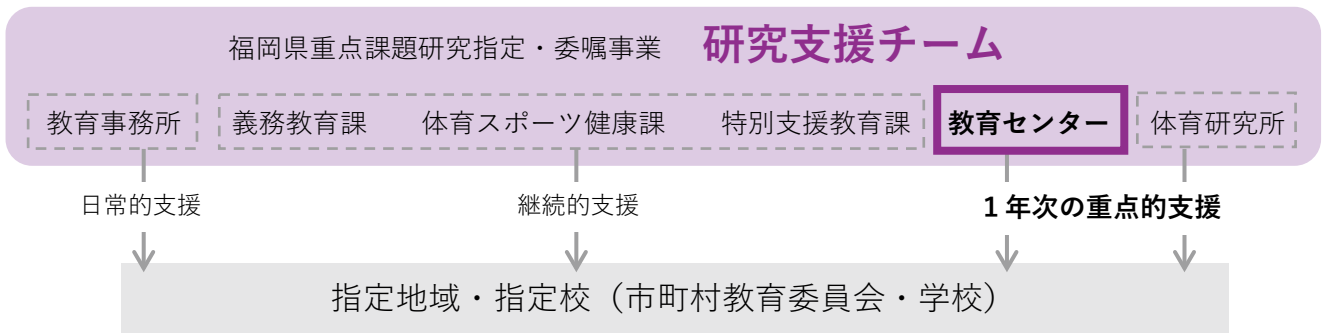 福岡県重点課題研究指定・委嘱事業 研究支援チーム
教育事務所 義務教育課 体育スポーツ健康課 特別支援教育課 教育センター 体育研究所
日常的支援 継続的支援 1年次の重点的支援
指定地域・指定校（市町村教育委員会・学校）